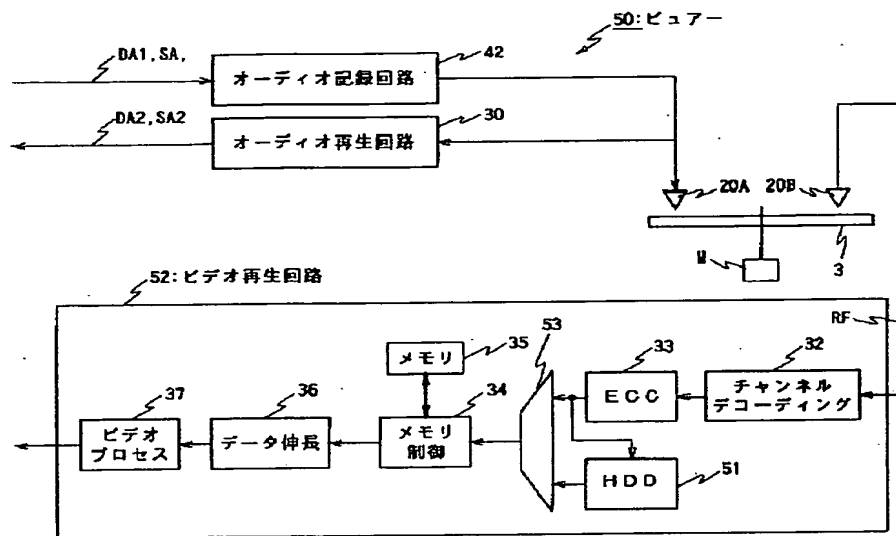 50:ビュアー
DA1,SA,
42
オーディオ記録回路
DA2,SA2
30
オーディオ再生回路
20A 20B
M
3
52:ビデオ再生回路
RF
53
35
メモリ
33
32
37
36
34
ECC
チャンネル
デコーディング
ビデオ
プロセス
データ伸長
メモリ
制御
51
HDD